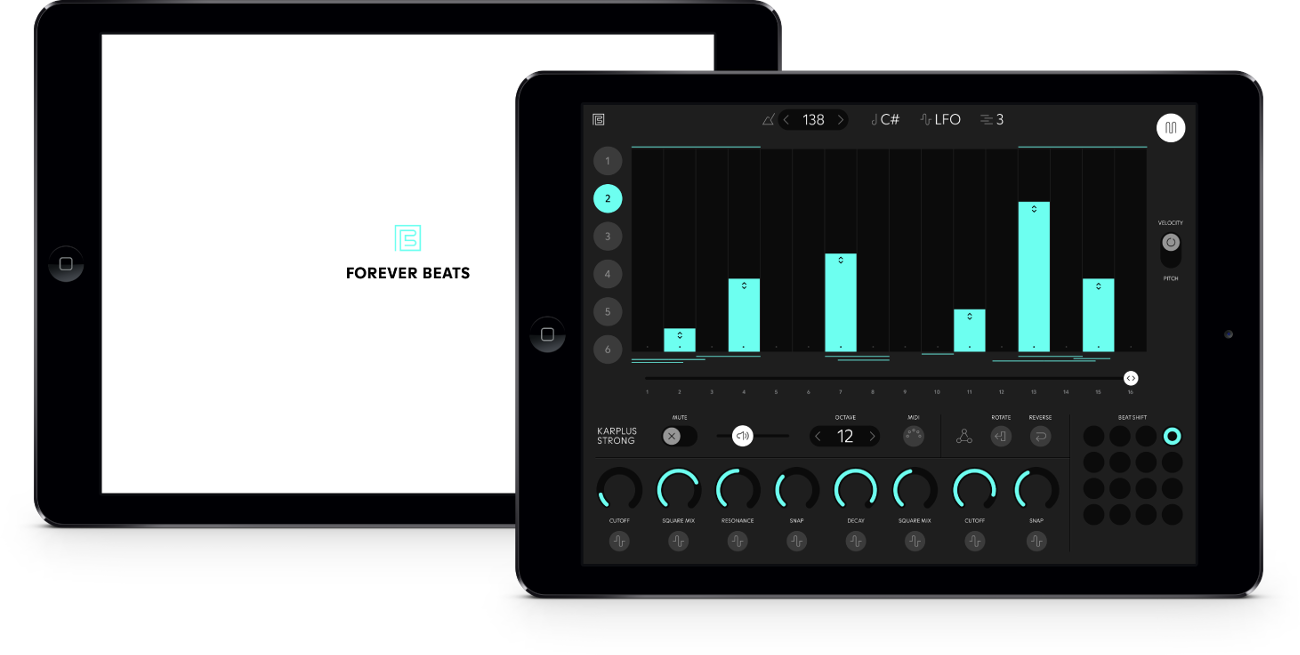 FOREVER BEATS
138
C#
LFO
3
1
2
3
4
5
6
VELOCITY
PITCH
1 2 3 4 5 6 7 8 9 10 11 12 13 14 15 16
KARPLUS
STRONG
MUTE
OCTAVE
12
MIDI
ROTATE
REVERSE
BEAT SHIFT
CUTOFF
SQUARE MIX
RESONANCE
SNAP
DECAY
SQUARE MIX
CUTOFF
SNAP